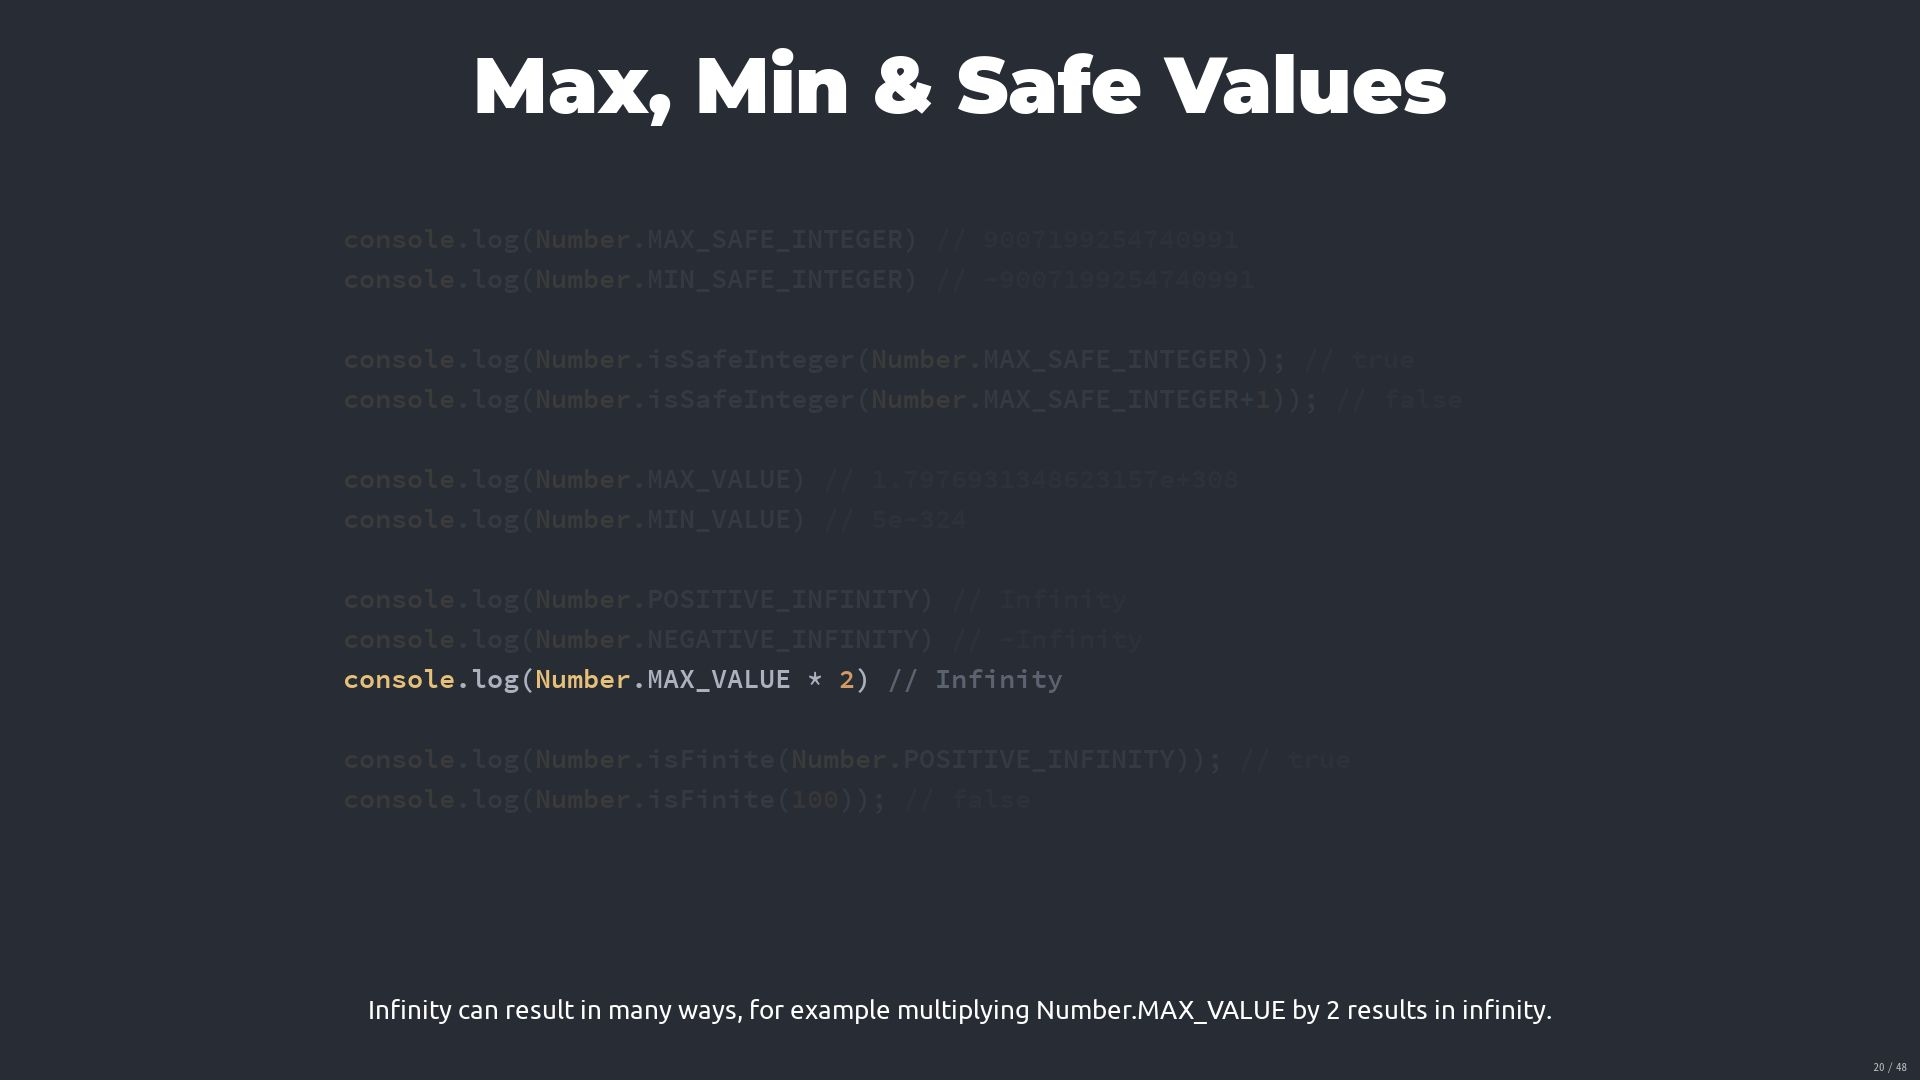 Max, Min & Safe Values
console.log(Number.MAX_SAFE_INTEGER) // 9007199254740991
console.log(Number.MIN_SAFE_INTEGER) // -9007199254740991
console.log(Number.isSafeInteger(Number.MAX_SAFE_INTEGER)); // true
console.log(Number.isSafeInteger(Number.MAX_SAFE_INTEGER+1)); // false
console.log(Number.MAX_VALUE) // 1.7976931348623157e+308
console.log(Number.MIN_VALUE) // 5e-324
console.log(Number.POSITIVE_INFINITY) // Infinity
console.log(Number.NEGATIVE_INFINITY) // -Infinity
console.log(Number.MAX_VALUE * 2) // Infinity
console.log(Number.isFinite(Number.POSITIVE_INFINITY)); // true
console.log(Number.isFinite(100)); // false
Infinity can result in many ways, for example multiplying Number.MAX_VALUE by 2 results in infinity.
20 / 48